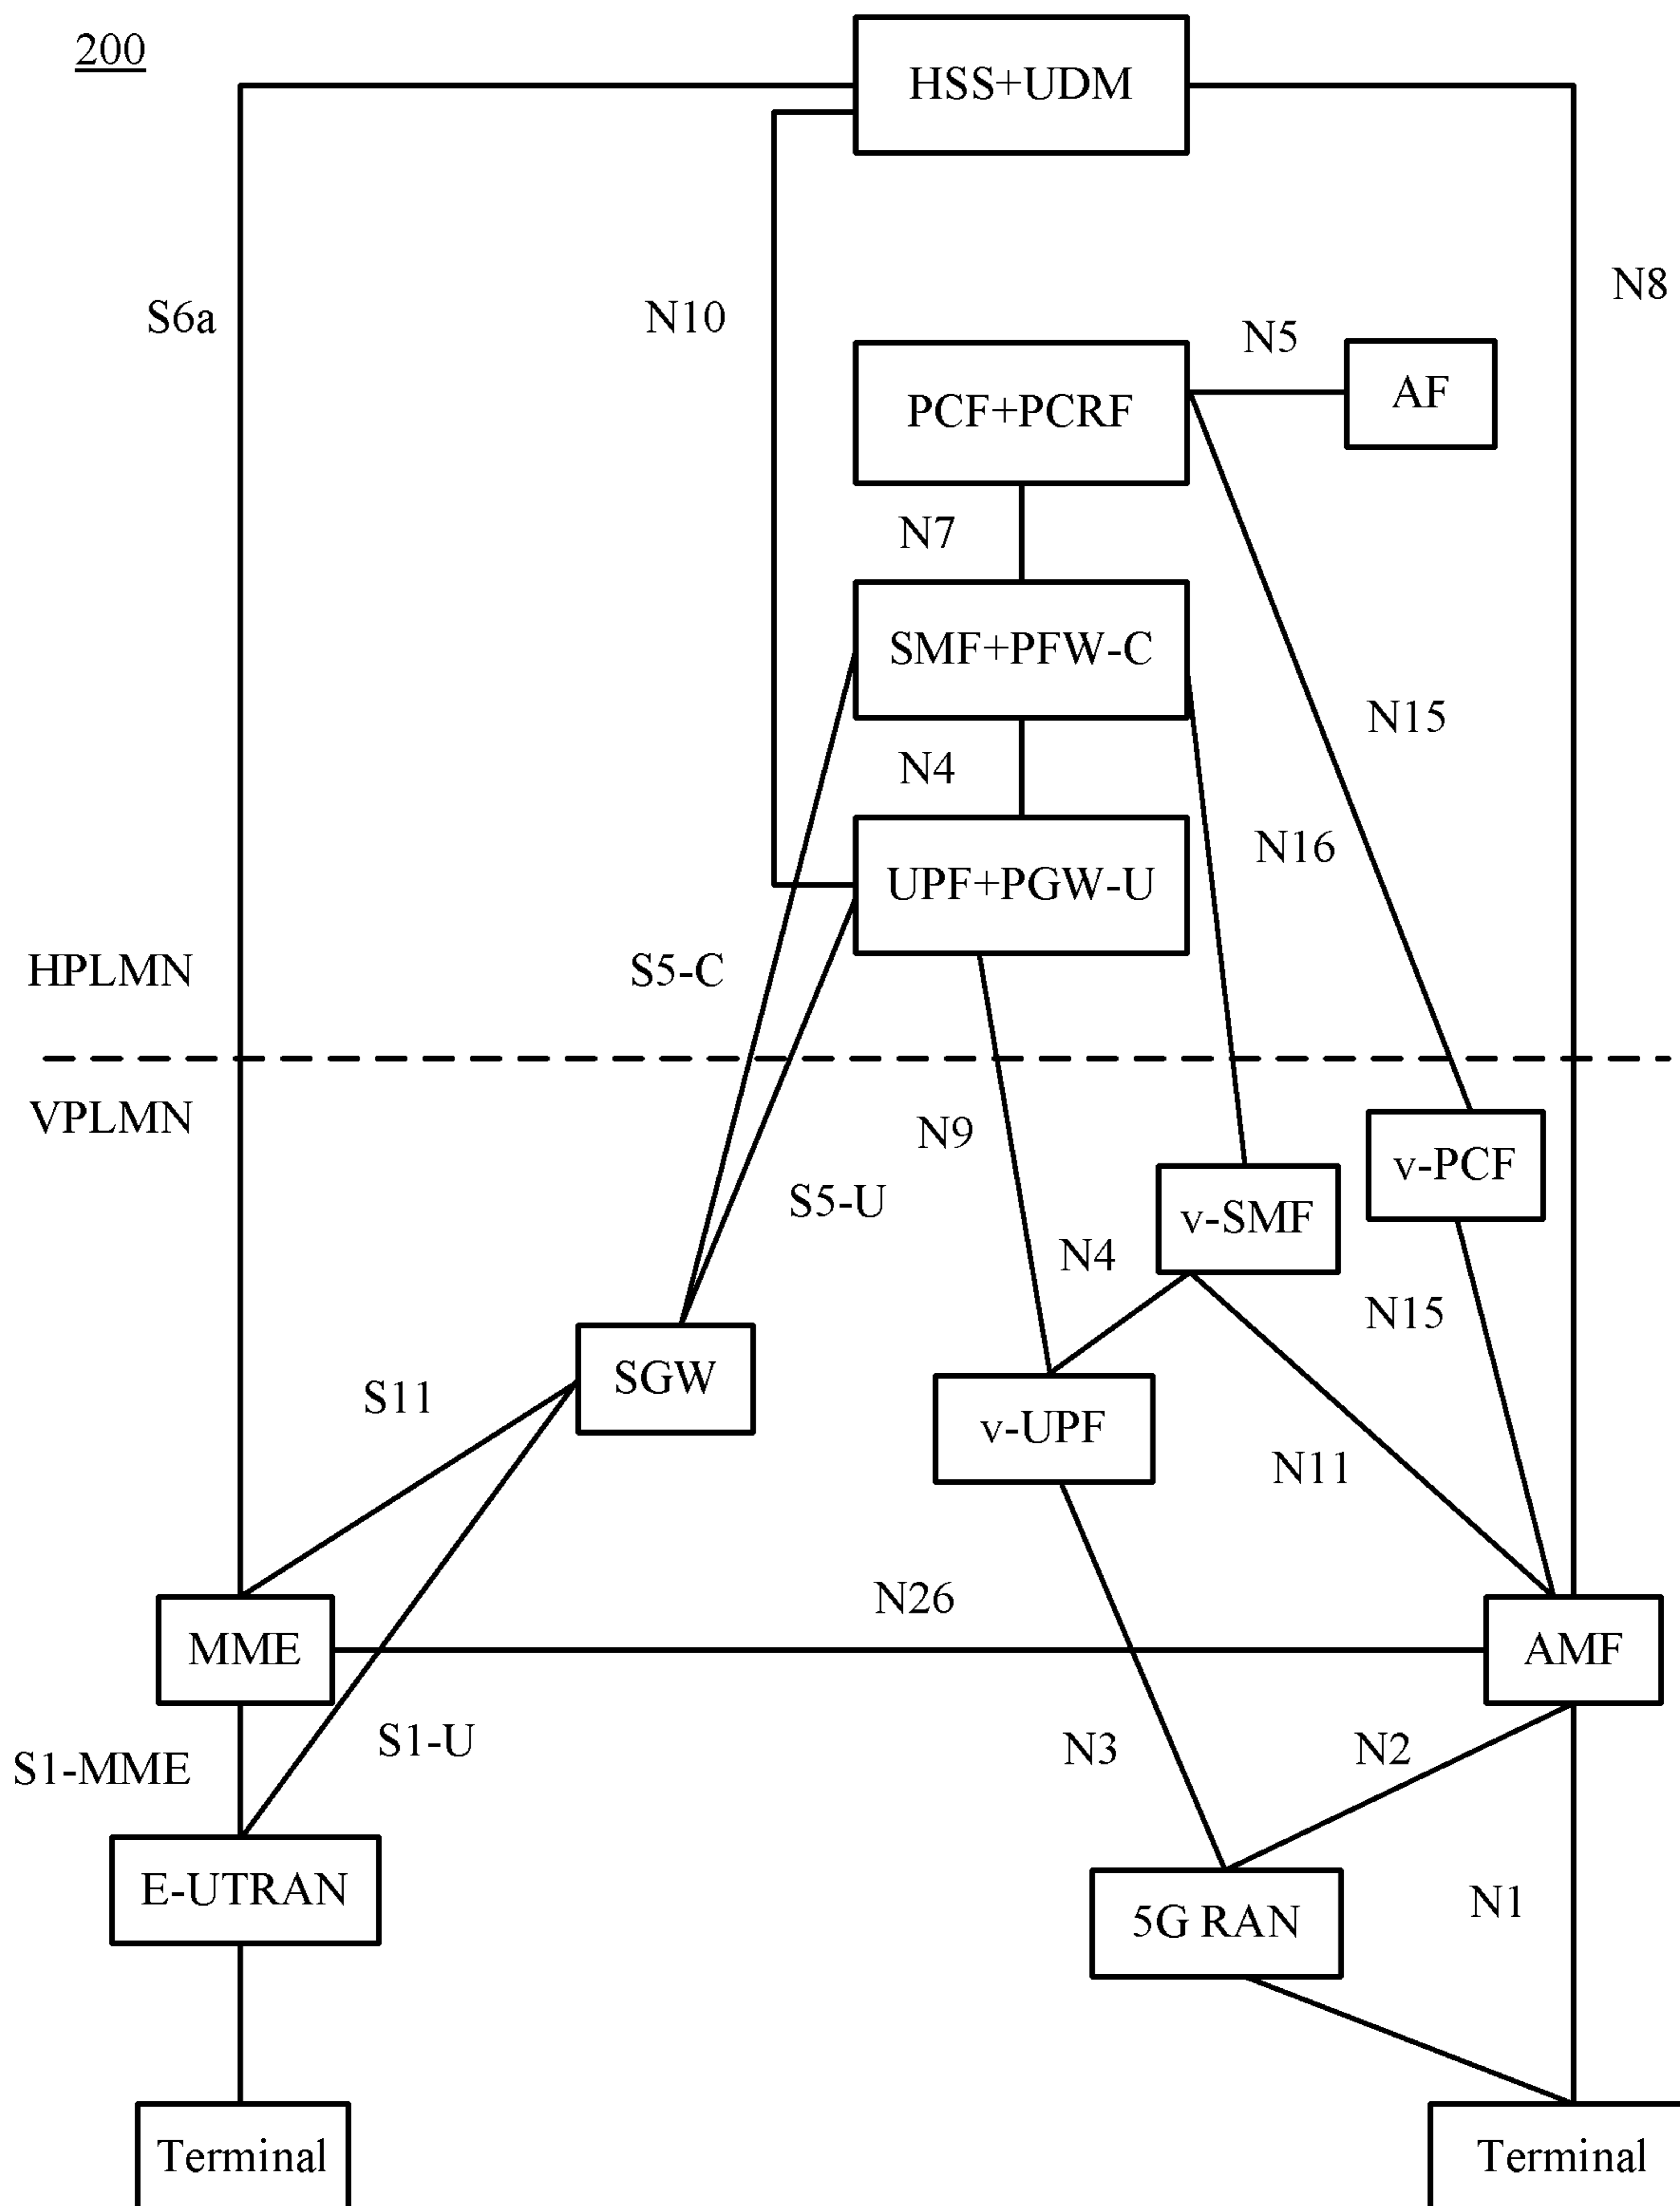 200
HSS+UDM
S6a
N10
N8
N5
AF
PCF+PCRF
N7
SMF+PFW-C
N15
N4
N16
UPF+PGW-U
HPLMN
S5-C
VPLMN
N9
v-PCF
S5-U
v-SMF
N4
N15
SGW
S11
v-UPF
N11
N26
MME
AMF
S1-U
N3
N2
S1-MME
E-UTRAN
N1
5G RAN
Terminal
Terminal